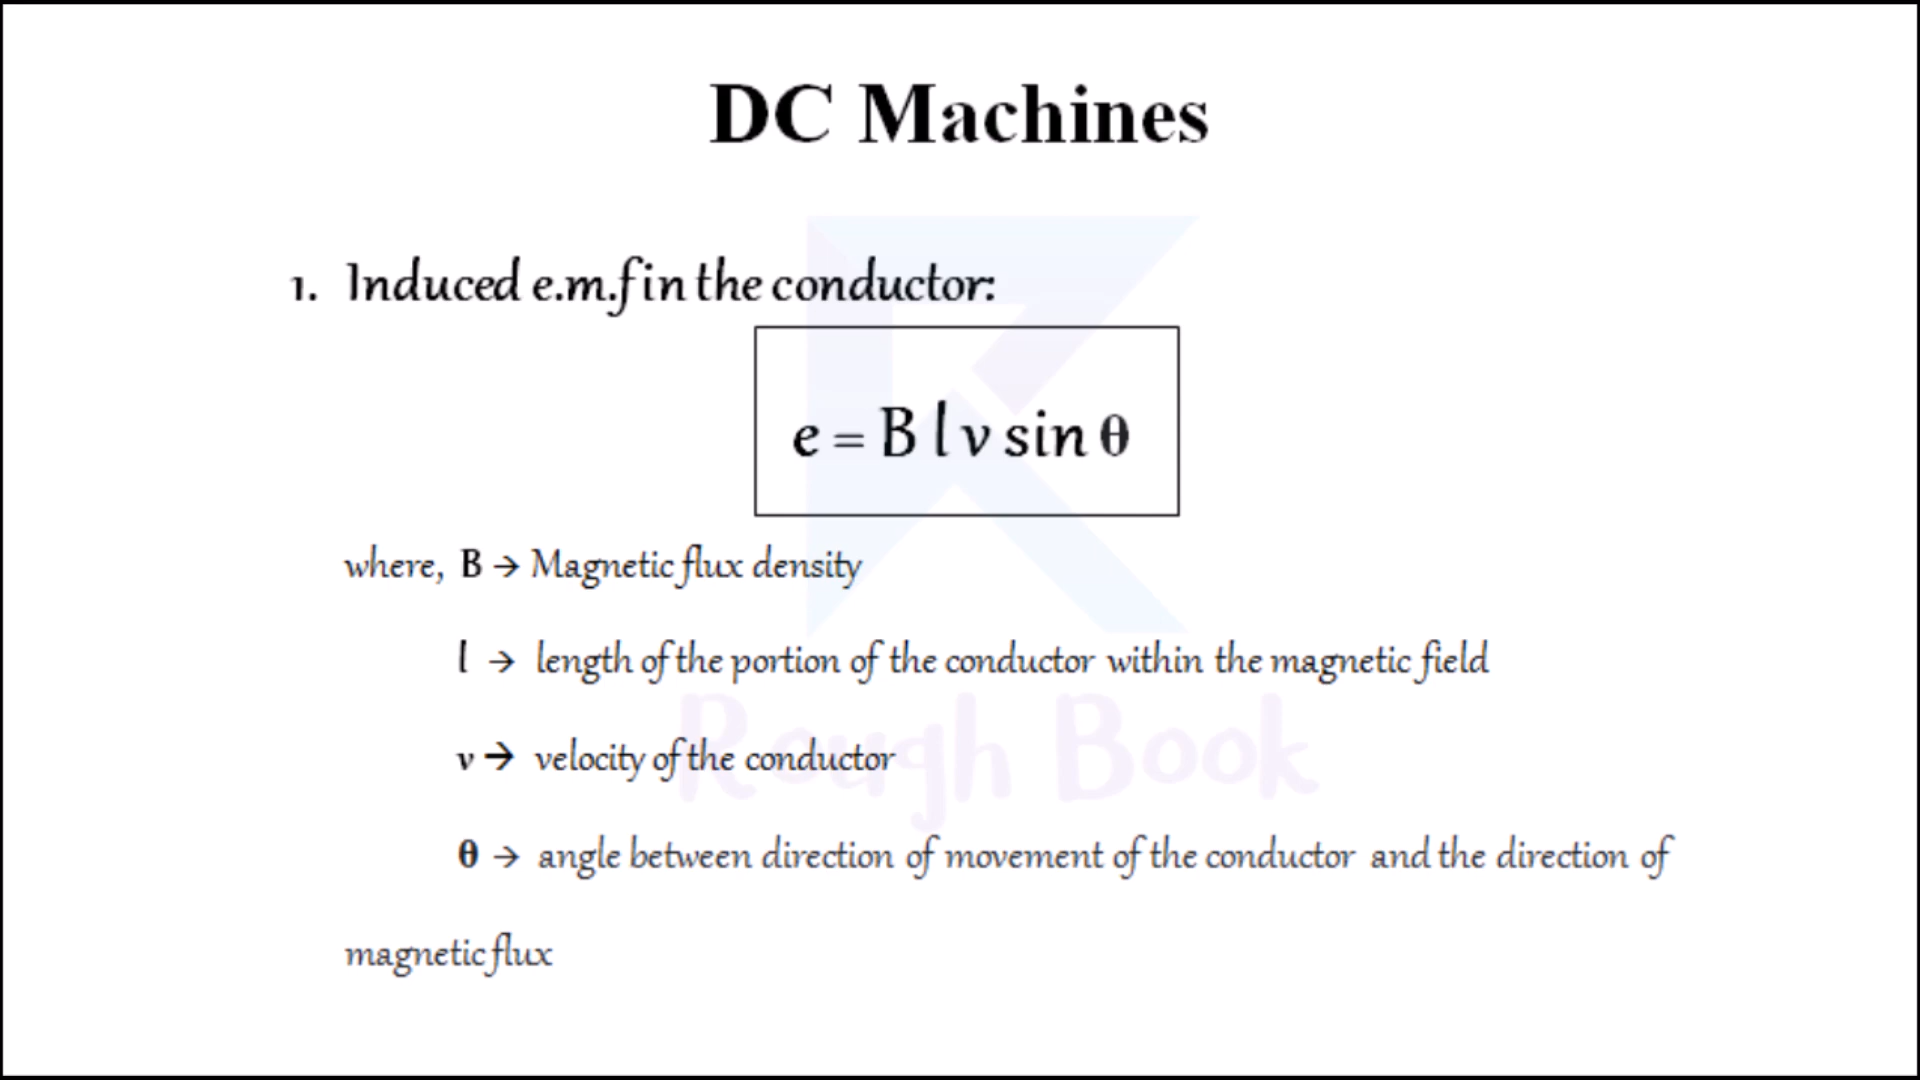 DC Machines
1. Induced e.m.f in the conductor:
e = B l v sin θ
where, B → Magnetic flux density
l → length of the portion of the conductor within the magnetic field
Rough Book
v → velocity of the conductor
θ → angle between direction of movement of the conductor and the direction of
magnetic flux